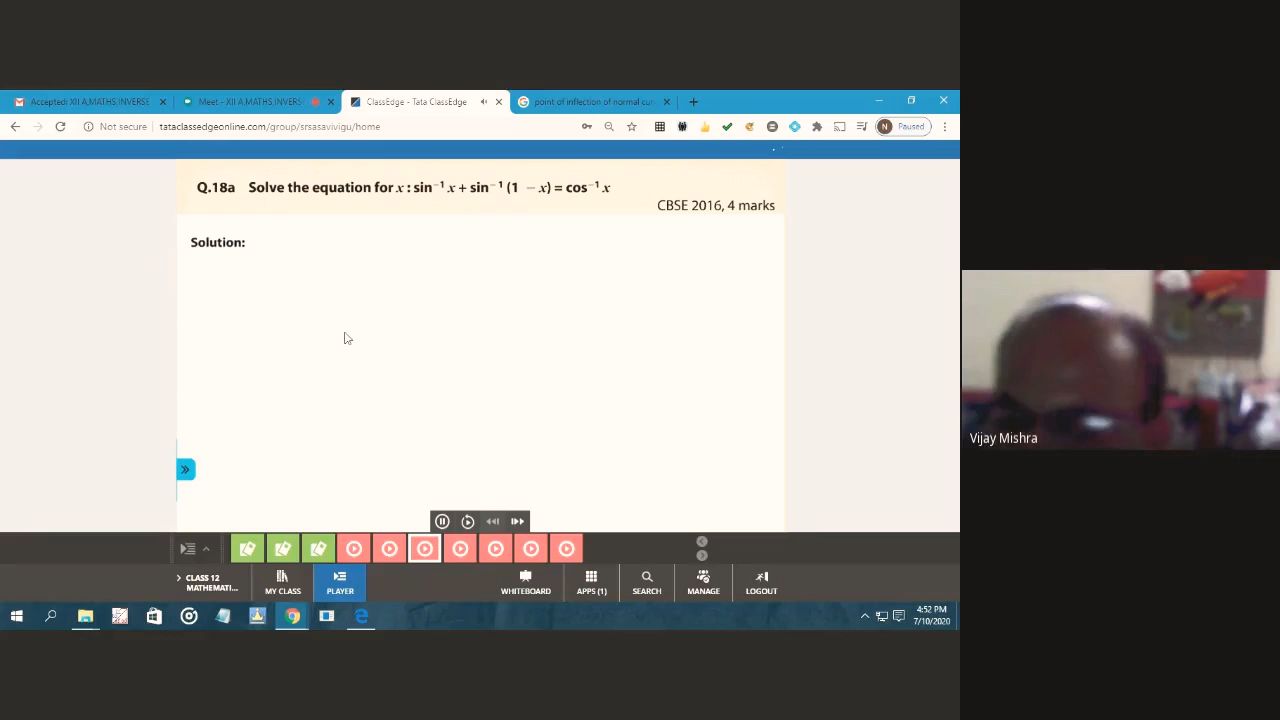 Accepted: XII A,MATHS,INVERSE
Meet - XII A,MATHS,INVERS
ClassEdge - Tata ClassEdge
point of inflection of normal cur
Not secure | tataclassedgeonline.com/group/srsasavivigu/home
N Paused
Q.18a Solve the equation for x : sin⁻¹ x + sin⁻¹ (1 − x) = cos⁻¹ x
CBSE 2016, 4 marks
Solution:
Vijay Mishra
CLASS 12
MATHEMATI...
MY CLASS
PLAYER
WHITEBOARD
APPS (1)
SEARCH
MANAGE
LOGOUT
4:52 PM
7/10/2020